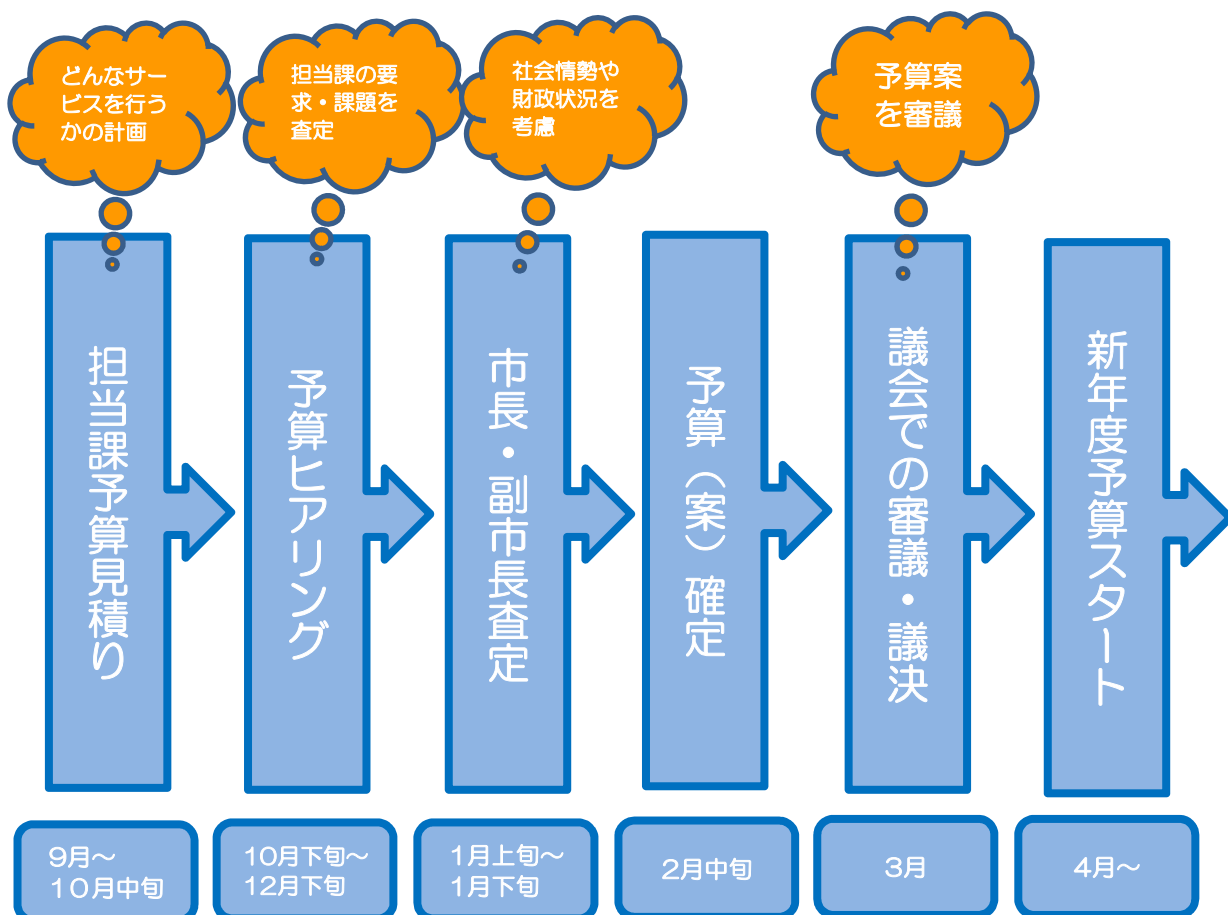 どんなサー
ビスを行う
かの計画
担当課の要
求・課題を
査定
社会情勢や
財政状況を
考慮
予算案
を審議
担当課予算見積り
予算ヒアリング
市長・副市長査定
予算（案）確定
議会での審議・議決
新年度予算スタート
9月～
10月中旬
10月下旬～
12月下旬
1月上旬～
1月下旬
2月中旬
3月
4月～